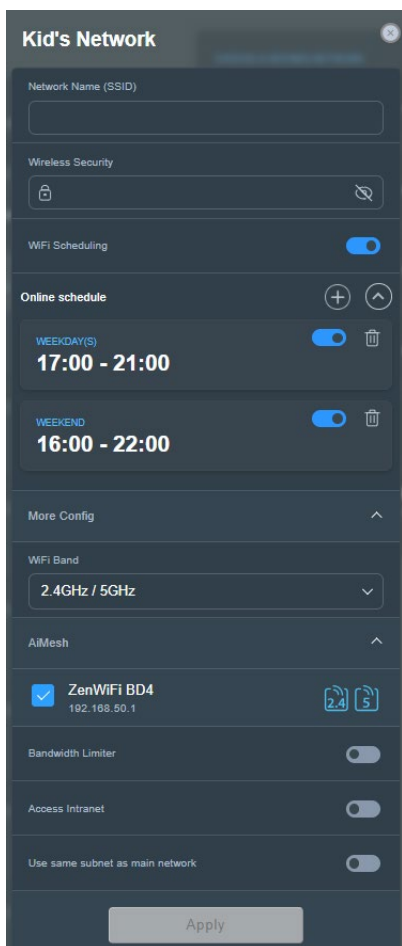 Kid's Network
Network Name (SSID)
Wireless Security
WiFi Scheduling
Online schedule
WEEKDAY(S)
17:00 - 21:00
WEEKEND
16:00 - 22:00
More Config
WiFi Band
2.4GHz / 5GHz
AiMesh
ZenWiFi BD4
192.168.50.1
2.4 5
Bandwidth Limiter
Access Intranet
Use same subnet as main network
Apply